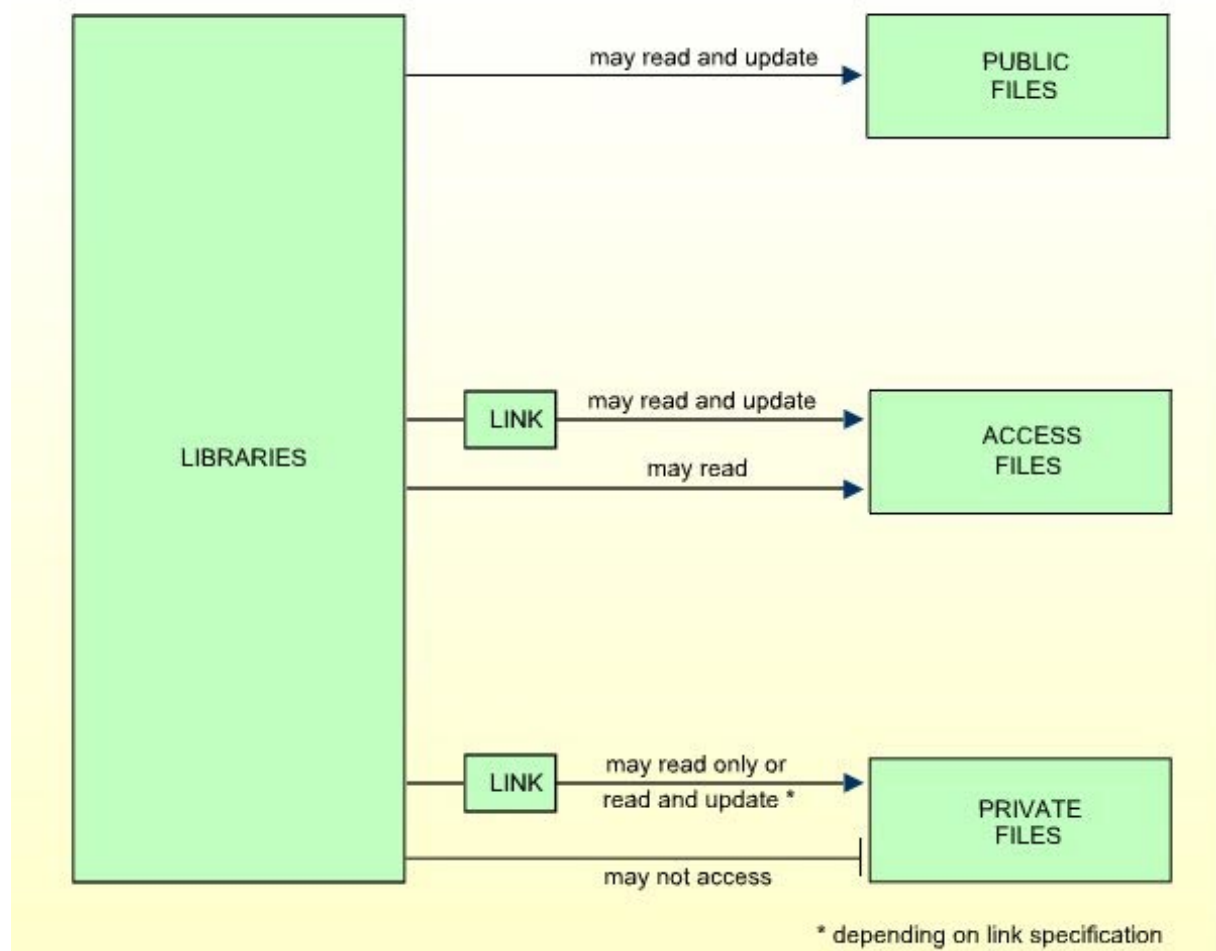 may read and update
PUBLIC
FILES
LIBRARIES
LINK
may read and update
may read
ACCESS
FILES
LINK
may read only or
read and update *
may not access
PRIVATE
FILES
* depending on link specification